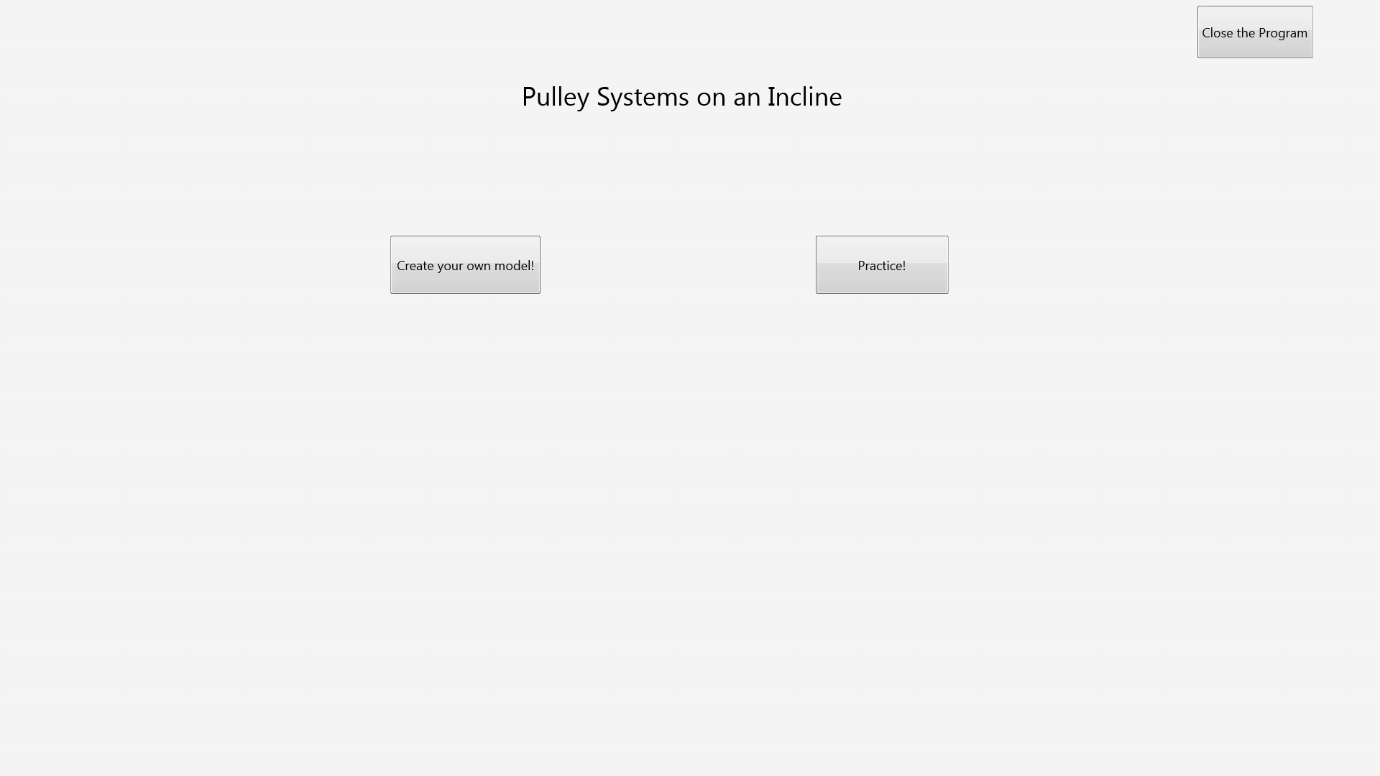 Close the Program
Pulley Systems on an Incline
Create your own model!
Practice!